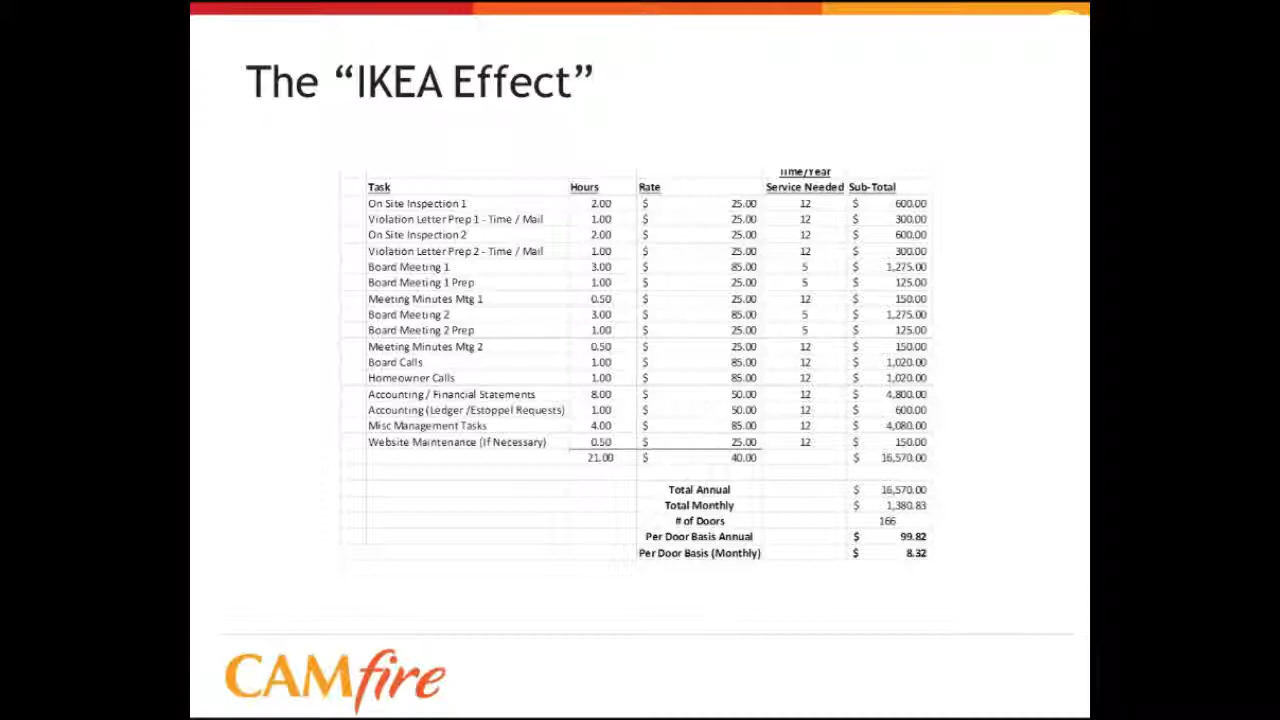 The “IKEA Effect”
Time/Year
Task Hours Rate Service Needed Sub-Total
On Site Inspection 1 2.00 $ 25.00 12 $ 600.00
Violation Letter Prep 1 - Time / Mail 1.00 $ 25.00 12 $ 300.00
On Site Inspection 2 2.00 $ 25.00 12 $ 600.00
Violation Letter Prep 2 - Time / Mail 1.00 $ 25.00 12 $ 300.00
Board Meeting 1 3.00 $ 85.00 5 $ 1,275.00
Board Meeting 1 Prep 1.00 $ 25.00 5 $ 125.00
Meeting Minutes Mtg 1 0.50 $ 25.00 12 $ 150.00
Board Meeting 2 3.00 $ 85.00 5 $ 1,275.00
Board Meeting 2 Prep 1.00 $ 25.00 5 $ 125.00
Meeting Minutes Mtg 2 0.50 $ 25.00 12 $ 150.00
Board Calls 1.00 $ 85.00 12 $ 1,020.00
Homeowner Calls 1.00 $ 85.00 12 $ 1,020.00
Accounting / Financial Statements 8.00 $ 50.00 12 $ 4,800.00
Accounting (Ledger /Estoppel Requests) 1.00 $ 50.00 12 $ 600.00
Misc Management Tasks 4.00 $ 85.00 12 $ 4,080.00
Website Maintenance (If Necessary) 0.50 $ 25.00 12 $ 150.00
21.00 $ 40.00 $ 16,570.00
Total Annual $ 16,570.00
Total Monthly $ 1,380.83
# of Doors 166
Per Door Basis Annual $ 99.82
Per Door Basis (Monthly) $ 8.32
CAMfire